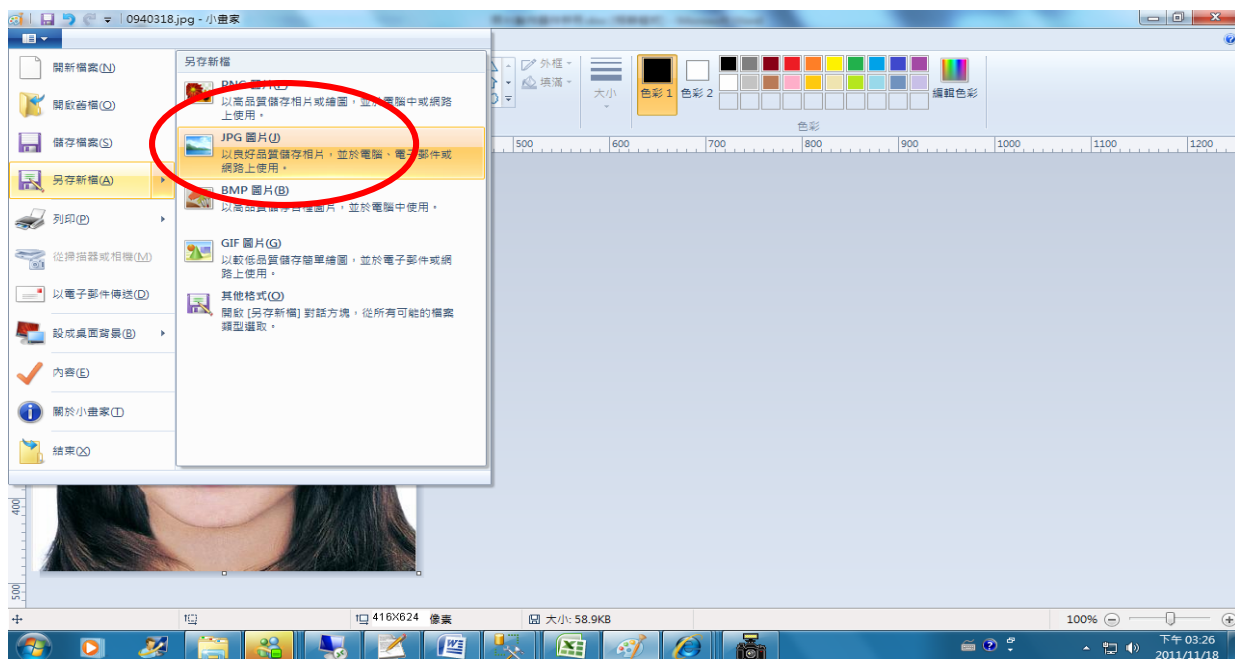 0940318.jpg - 小畫家
開新檔案(N)
開啟舊檔(O)
儲存檔案(S)
另存新檔(A)
列印(P)
從掃描器或相機(M)
以電子郵件傳送(D)
設成桌面背景(B)
內容(E)
關於小畫家(T)
結束(X)
另存新檔
PNG 圖片(P)
以高品質儲存相片或繪圖，並於電腦中或網路
上使用。
JPG 圖片(J)
以良好品質儲存相片，並於電腦、電子郵件或
網路上使用。
BMP 圖片(B)
以高品質儲存各種圖片，並於電腦中使用。
GIF 圖片(G)
以較低品質儲存簡單繪圖，並於電子郵件或網
路上使用。
其他格式(O)
開啟 [另存新檔] 對話方塊，從所有可能的檔案
類型選取。
外框
填滿
大小
色彩 1
色彩 2
編輯色彩
色彩
500 600 700 800 900 1000 1100 1200
400
500
416X624 像素
大小: 58.9KB
100%
下午 03:26
2011/11/18